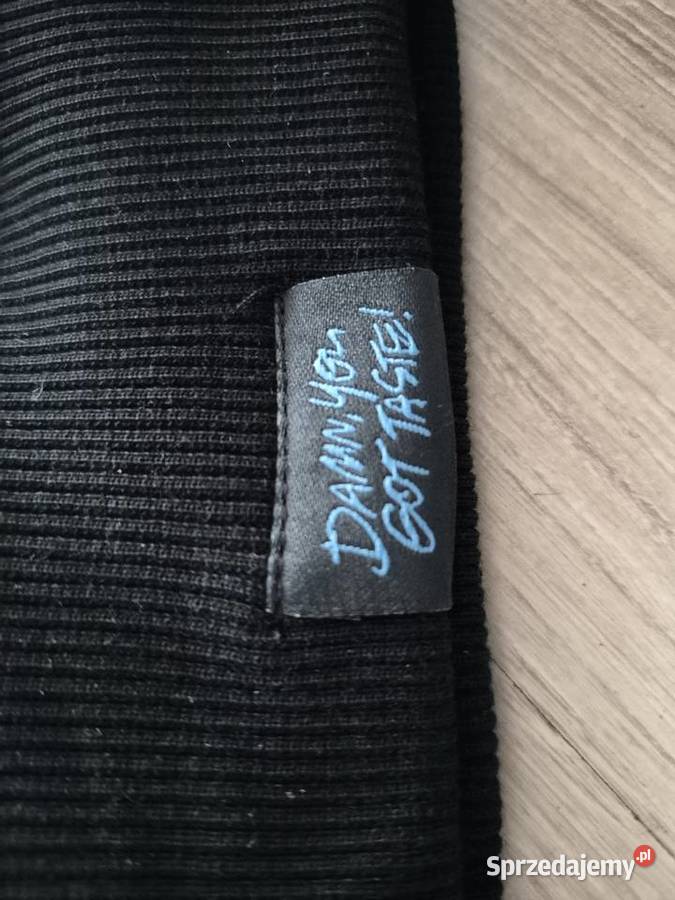 DAMN, YOU
GOT TASTE!
Sprzedajemy.pl